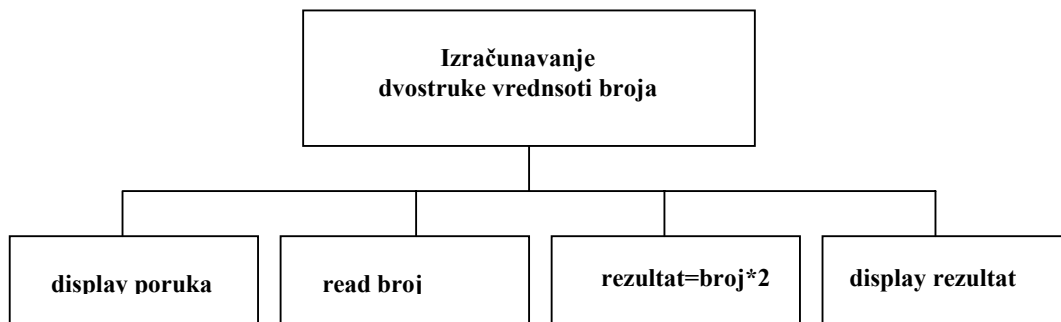 Izračunavanje
dvostruke vrednsoti broja
display poruka
read broj
rezultat=broj*2
display rezultat